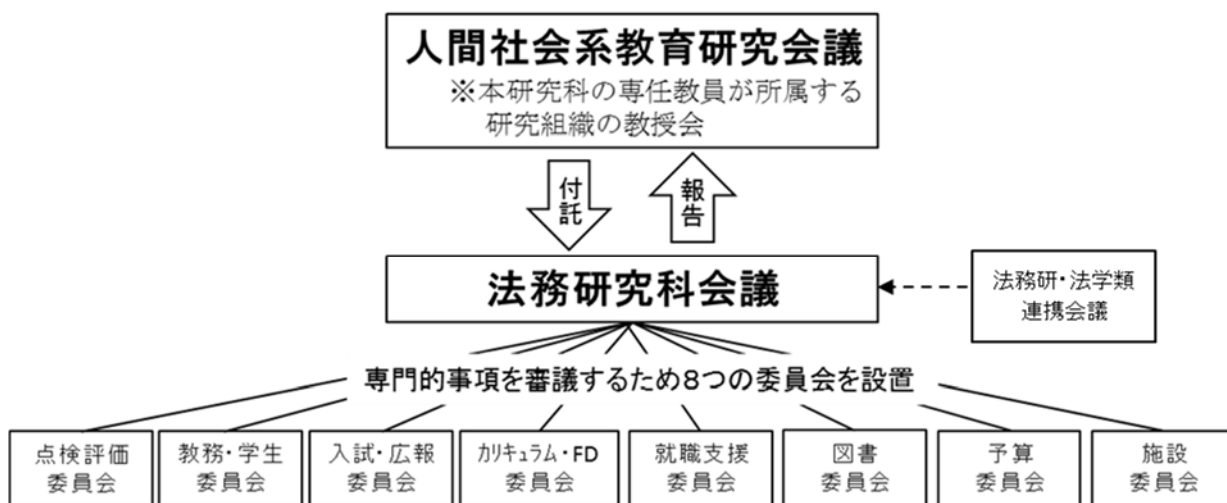 人間社会系教育研究会議
※本研究科の専任教員が所属する
研究組織の教授会
付託
報告
法務研究科会議
法務研・法学類
連携会議
専門的事項を審議するため8つの委員会を設置
点検評価
委員会
教務・学生
委員会
入試・広報
委員会
カリキュラム・FD
委員会
就職支援
委員会
図書
委員会
予算
委員会
施設
委員会